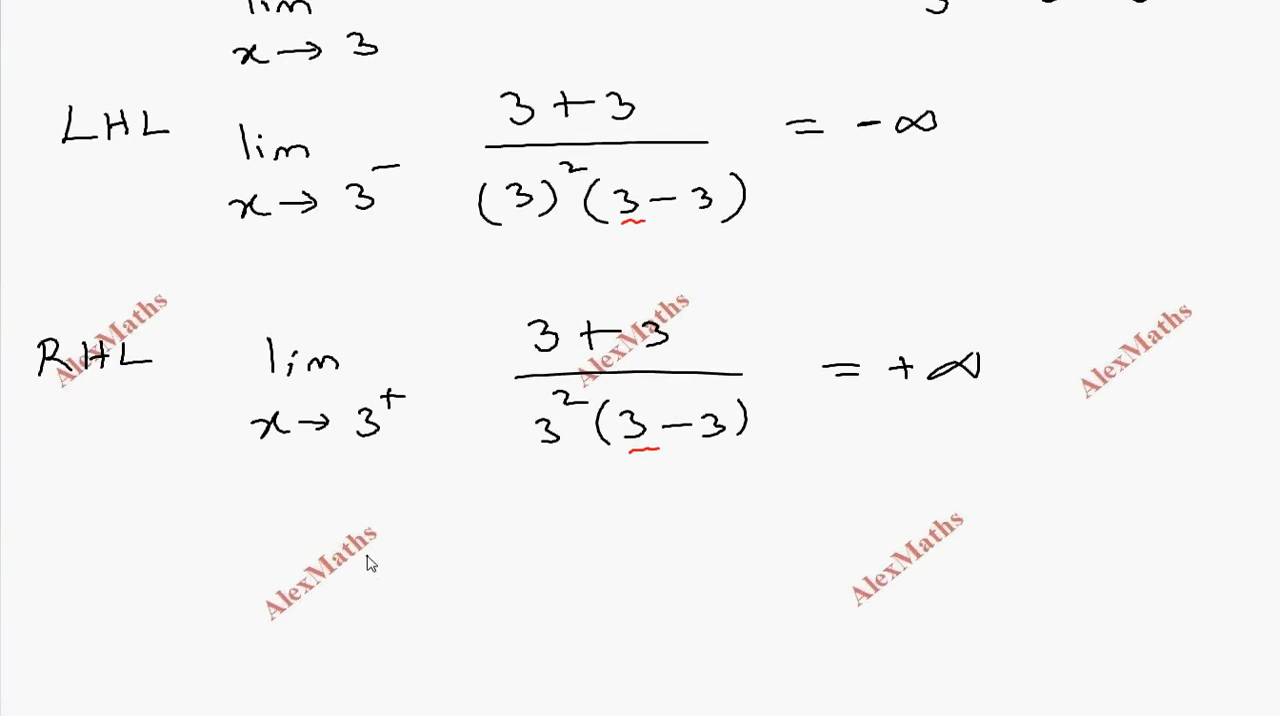 lim
x → 3
LHL lim x → 3⁻ (3 + 3) / ((3)² (3 − 3)) = − ∞
RHL lim x → 3⁺ (3 + 3) / (3² (3 − 3)) = + ∞
AlexMaths
AlexMaths
AlexMaths
AlexMaths
AlexMaths